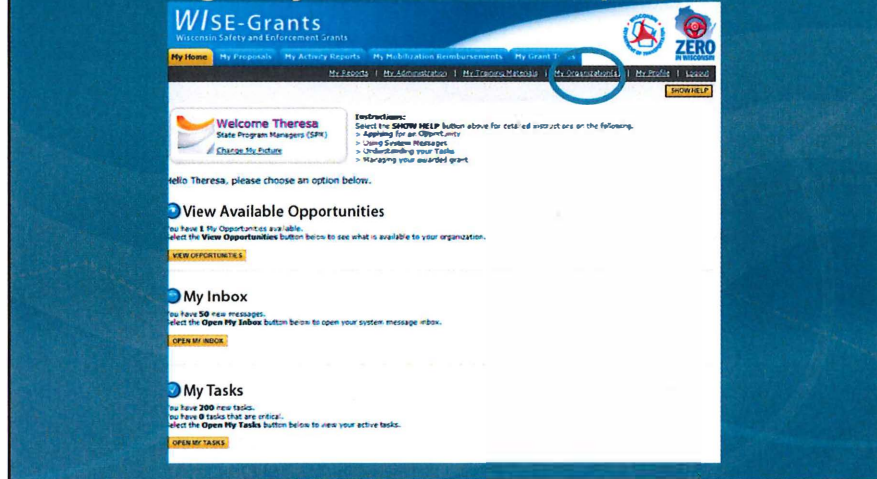 WISE-Grants
Wisconsin Safety and Enforcement Grants
ZERO
IN WISCONSIN
My Home My Proposals My Activity Reports My Mobilization Reimbursements My Grant
My Reports | My Administration | My Training Materials | My Organization(s) | My Profile | Logout
SHOW HELP
Welcome Theresa
State Program Managers (SPM)
Change My Picture
Instructions:
Select the SHOW HELP button above for detailed instructions on the following.
> Applying for an Opportunity
> Using System Messages
> Understanding your Tasks
> Managing your awarded grant
Hello Theresa, please choose an option below.
View Available Opportunities
You have 1 My Opportunities available.
Select the View Opportunities button below to see what is available to your organization.
VIEW OPPORTUNITIES
My Inbox
You have 50 new messages.
Select the Open My Inbox button below to open your system message inbox.
OPEN MY INBOX
My Tasks
You have 200 new tasks.
You have 0 tasks that are critical.
Select the Open My Tasks button below to view your active tasks.
OPEN MY TASKS